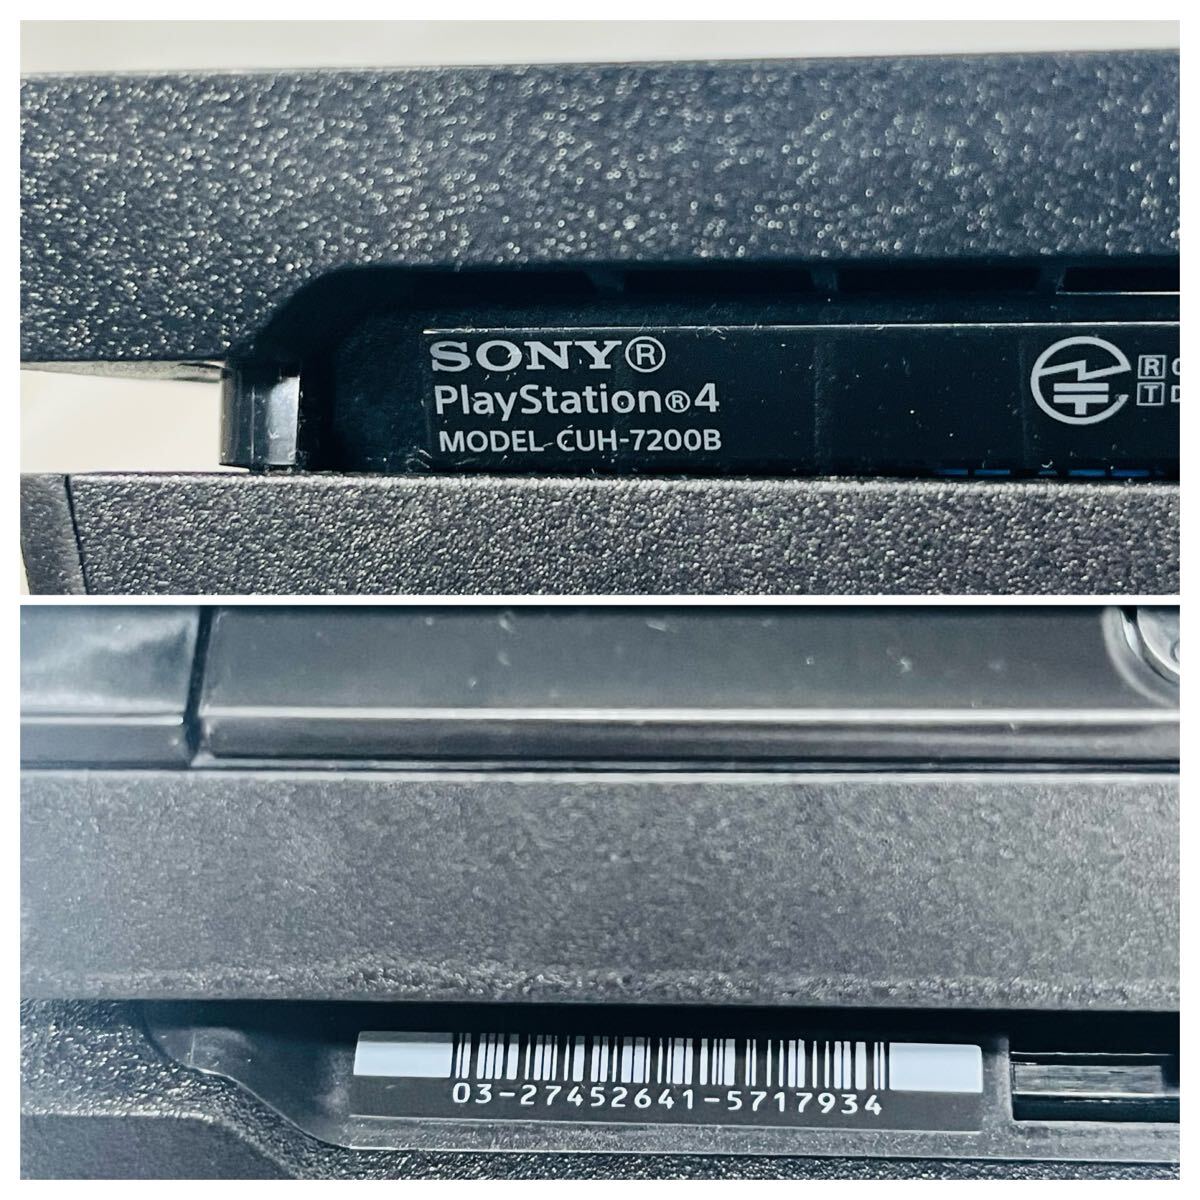 SONY®
PlayStation®4
MODEL CUH-7200B
R
T
03-27452641-5717934